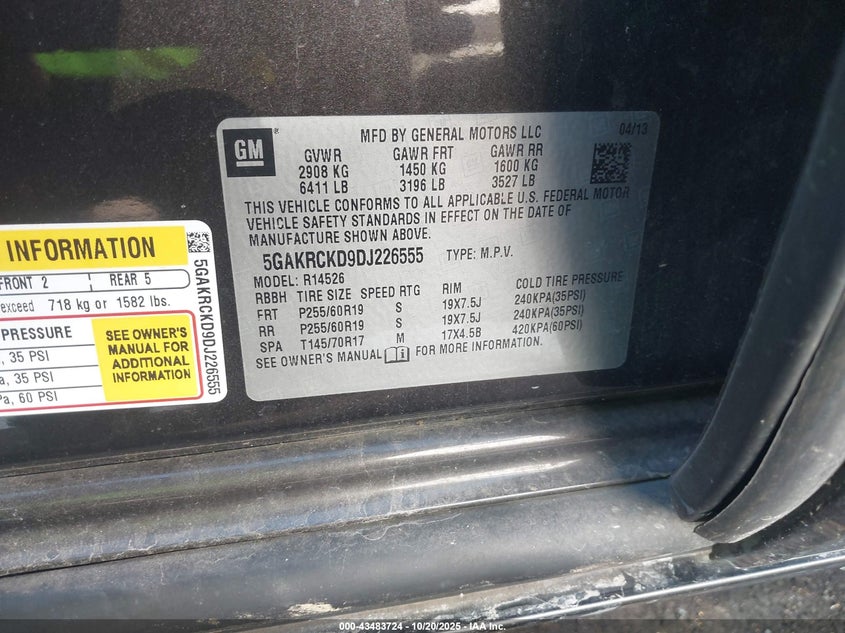 GM
®
MFD BY GENERAL MOTORS LLC 04/13
GVWR GAWR FRT GAWR RR
2908 KG 1450 KG 1600 KG
6411 LB 3196 LB 3527 LB
THIS VEHICLE CONFORMS TO ALL APPLICABLE U.S. FEDERAL MOTOR
VEHICLE SAFETY STANDARDS IN EFFECT ON THE DATE OF
MANUFACTURE SHOWN ABOVE.
5GAKRCKD9DJ226555 TYPE: M.P.V.
MODEL: R14526
RBBH TIRE SIZE SPEED RTG RIM COLD TIRE PRESSURE
FRT P255/60R19 S 19X7.5J 240KPA(35PSI)
RR P255/60R19 S 19X7.5J 240KPA(35PSI)
SPA T145/70R17 M 17X4.5B 420KPA(60PSI)
SEE OWNER'S MANUAL FOR MORE INFORMATION.
INFORMATION
FRONT 2 REAR 5
exceed 718 kg or 1582 lbs.
PRESSURE
, 35 PSI
a, 35 PSI
Pa, 60 PSI
SEE OWNER'S
MANUAL FOR
ADDITIONAL
INFORMATION
5GAKRCKD9DJ226555
000-43483724 - 10/20/2025 - IAA Inc.